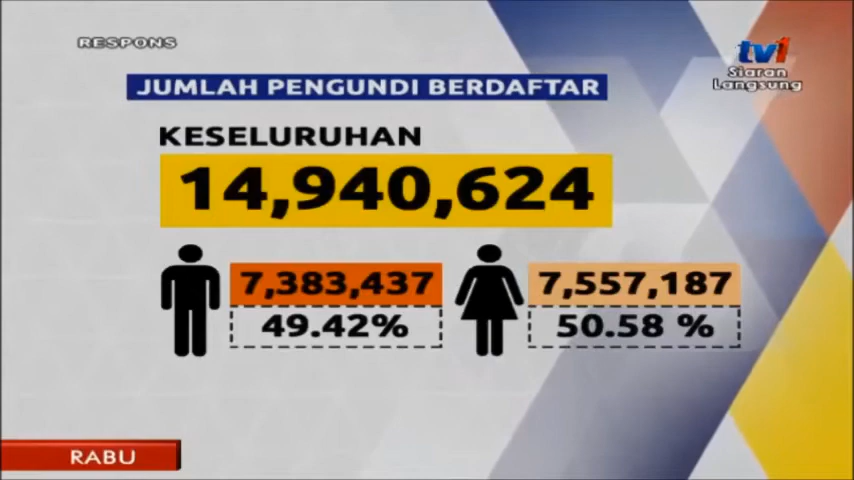 RESPONS
tv1
Siaran
Langsung
JUMLAH PENGUNDI BERDAFTAR
KESELURUHAN
14,940,624
7,383,437
49.42%
7,557,187
50.58 %
RABU